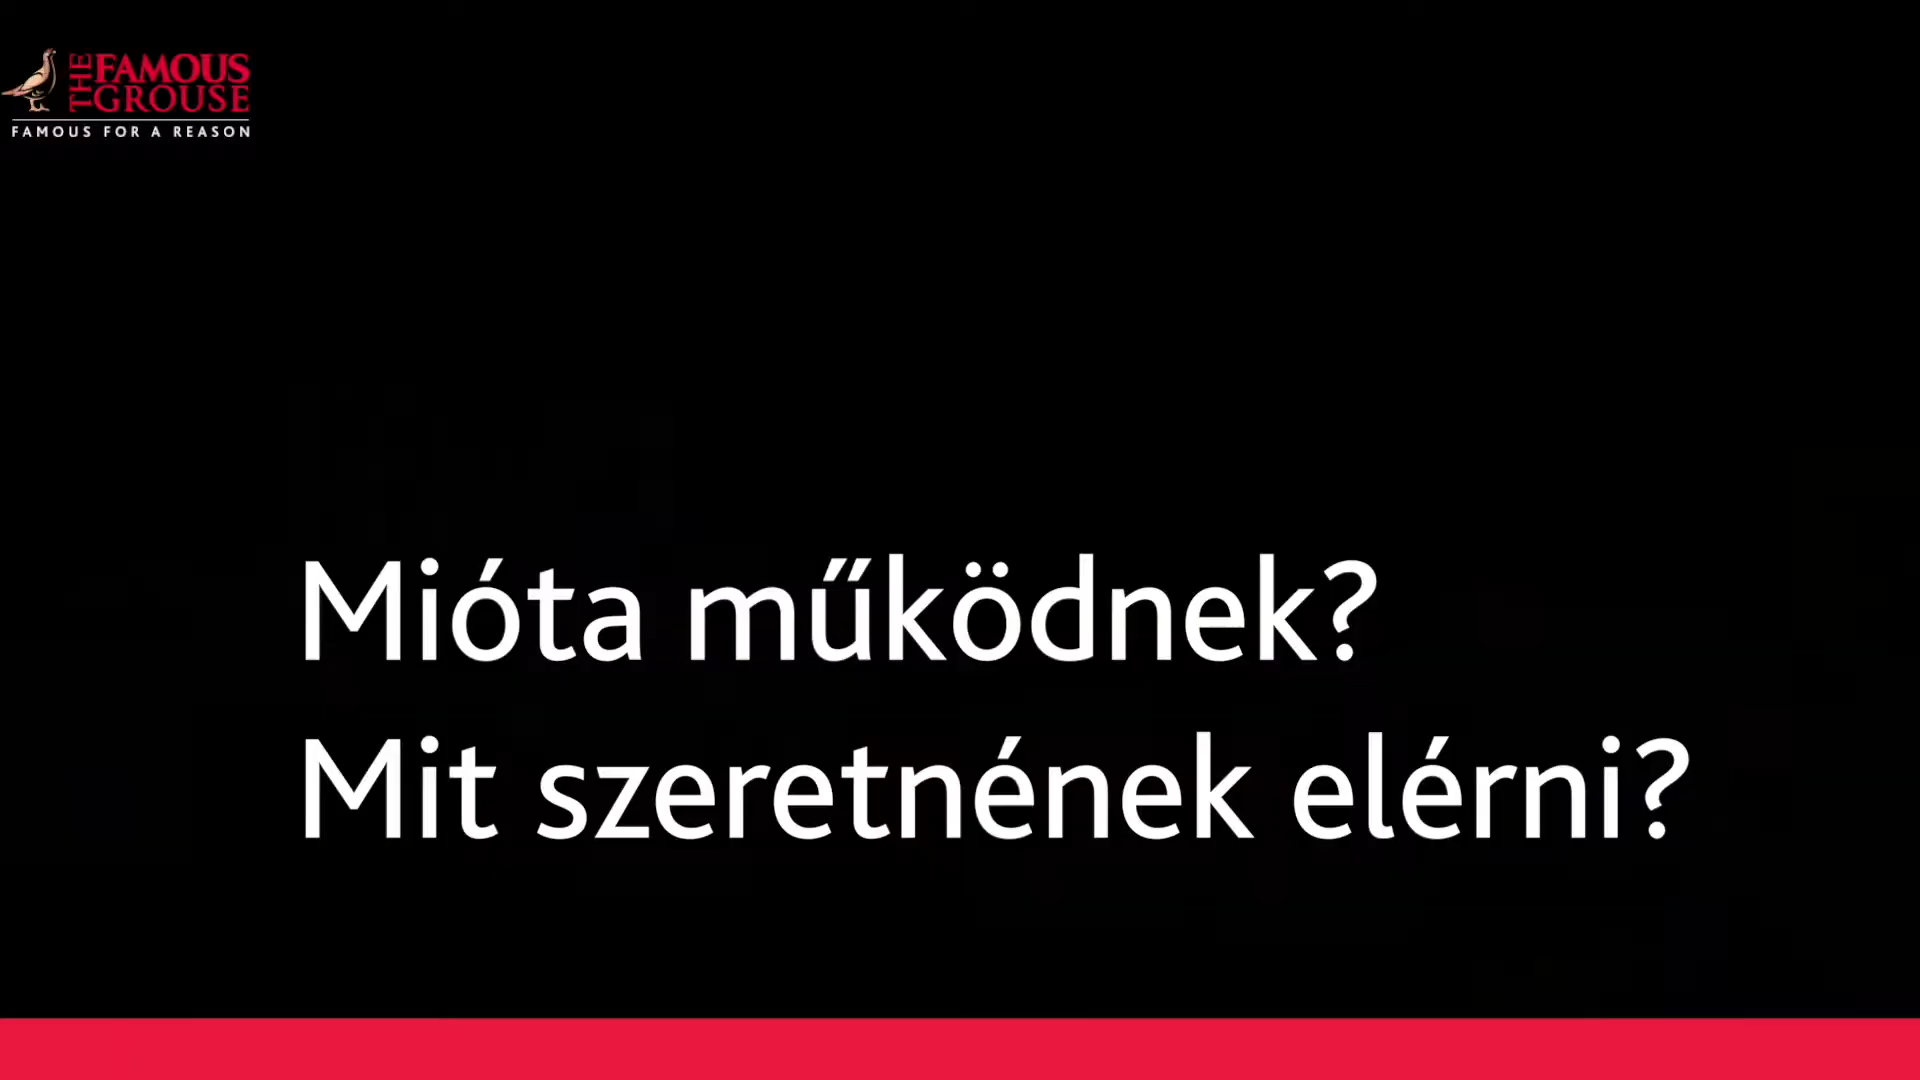 THE FAMOUS
GROUSE
FAMOUS FOR A REASON
Mióta működnek?
Mit szeretnének elérni?